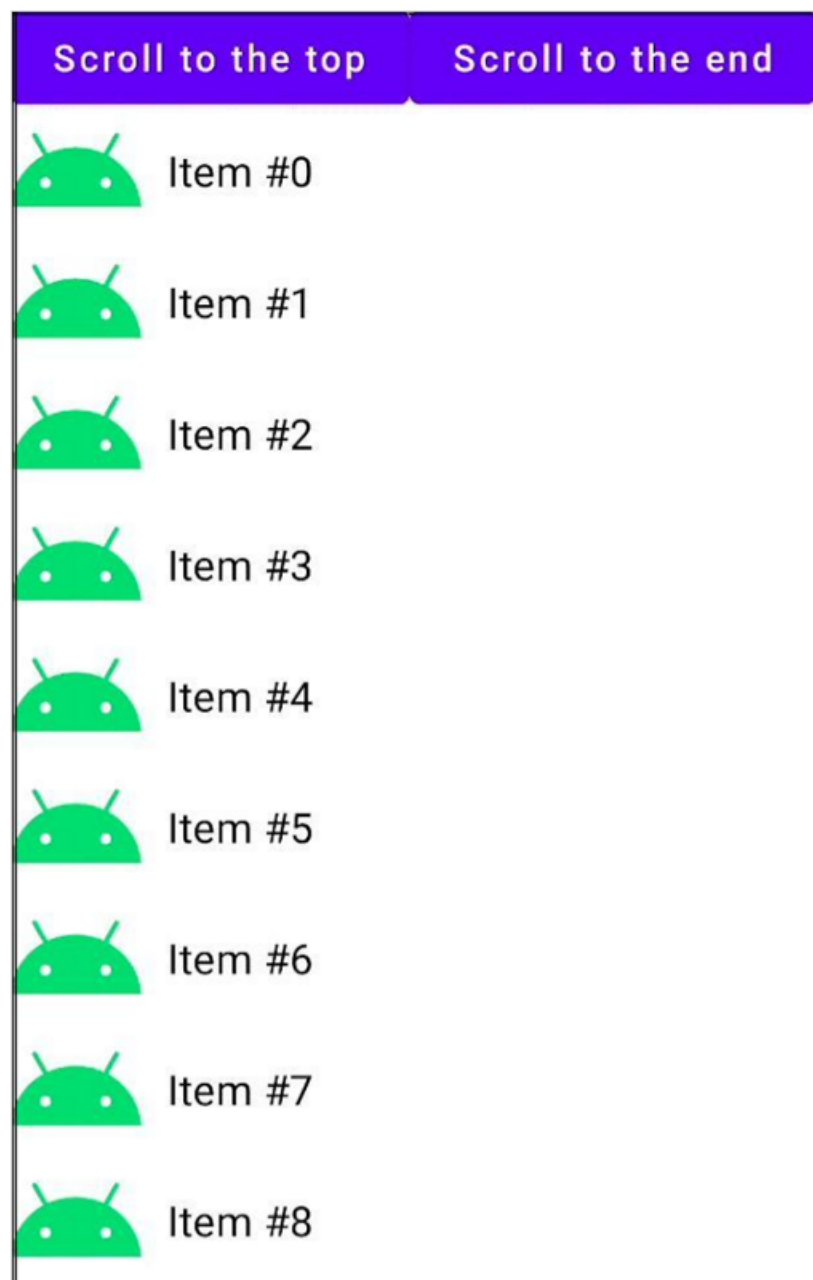 Scroll to the top Scroll to the end
Item #0
Item #1
Item #2
Item #3
Item #4
Item #5
Item #6
Item #7
Item #8